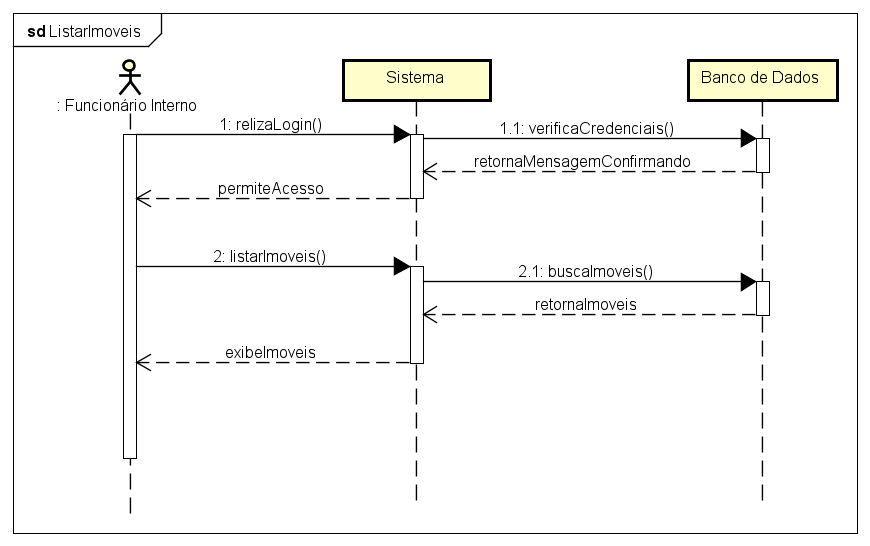 sd ListarImoveis
Sistema
Banco de Dados
: Funcionário Interno
1: relizaLogin()
1.1: verificaCredenciais()
retornaMensagemConfirmando
permiteAcesso
2: listarImoveis()
2.1: buscaImoveis()
retornaImoveis
exibeImoveis